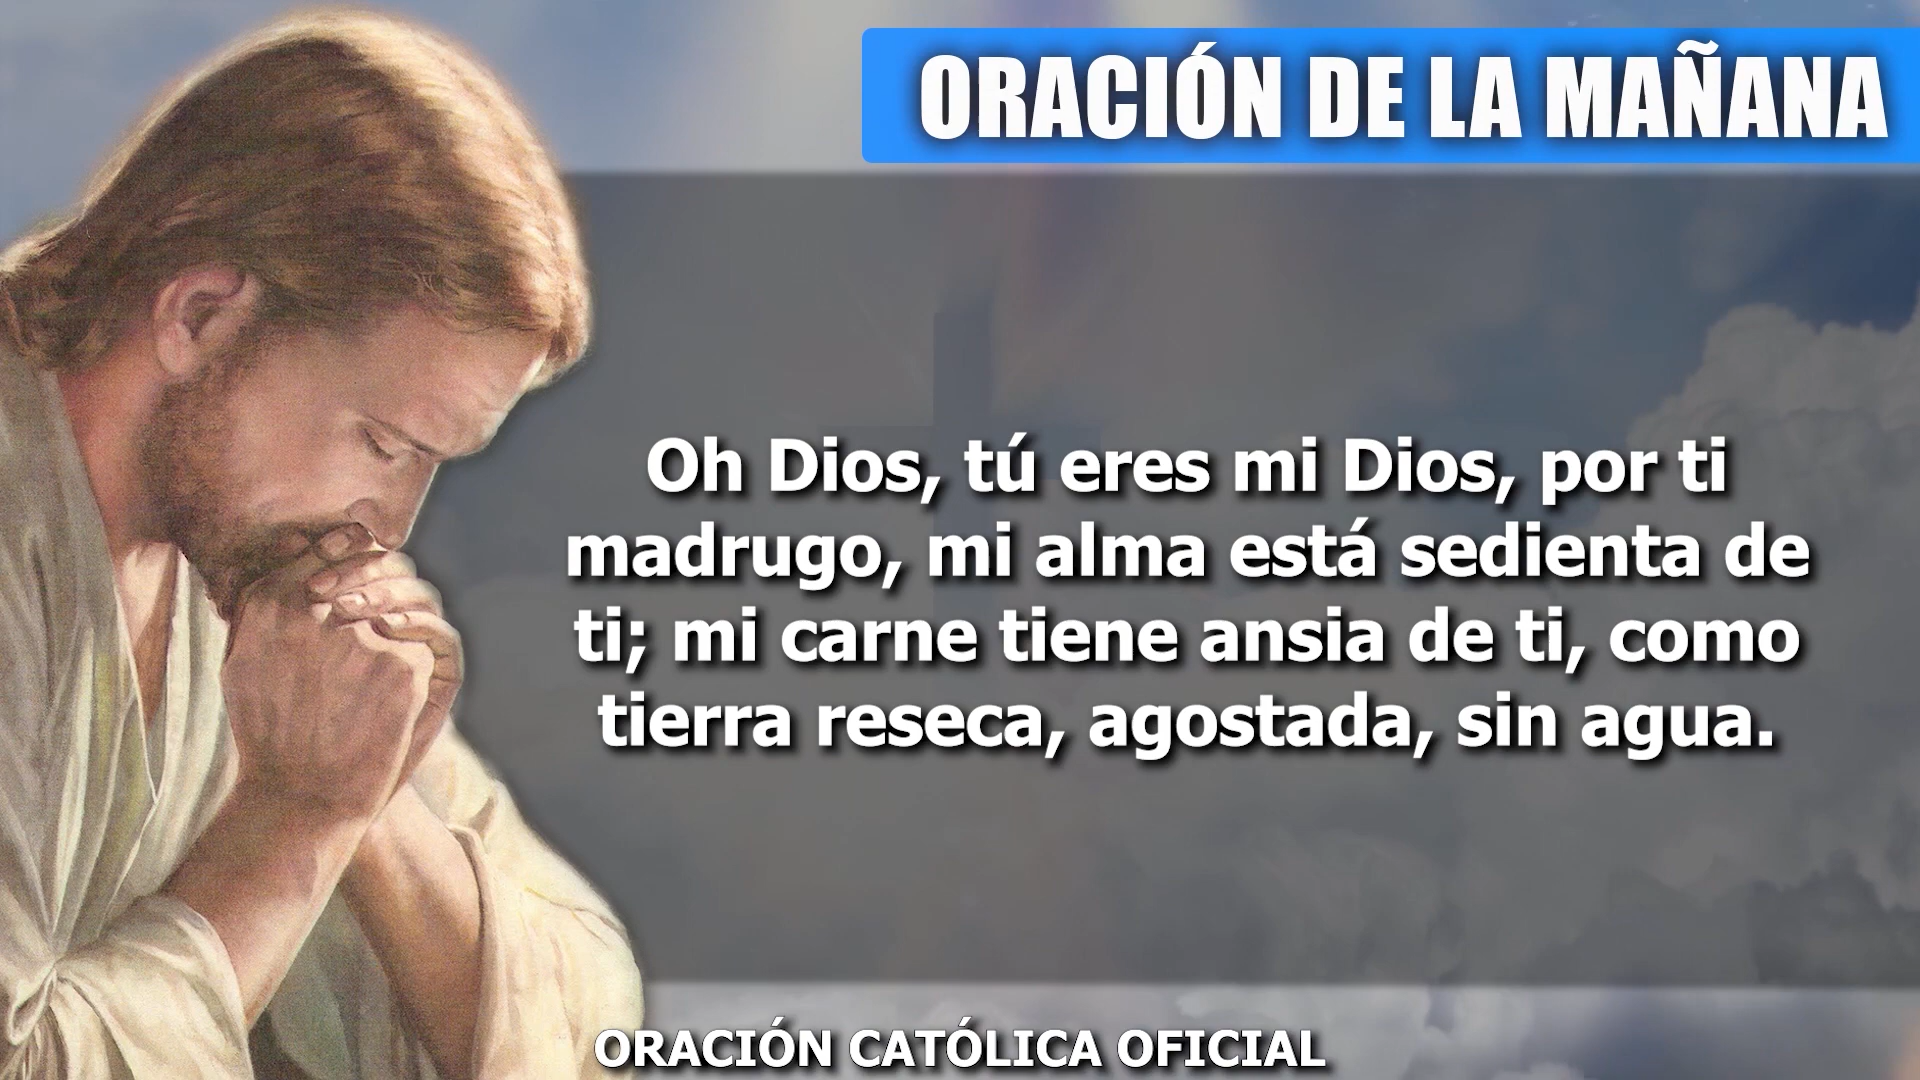 ORACIÓN DE LA MAÑANA
Oh Dios, tú eres mi Dios, por ti
madrugo, mi alma está sedienta de
ti; mi carne tiene ansia de ti, como
tierra reseca, agostada, sin agua.
ORACIÓN CATÓLICA OFICIAL